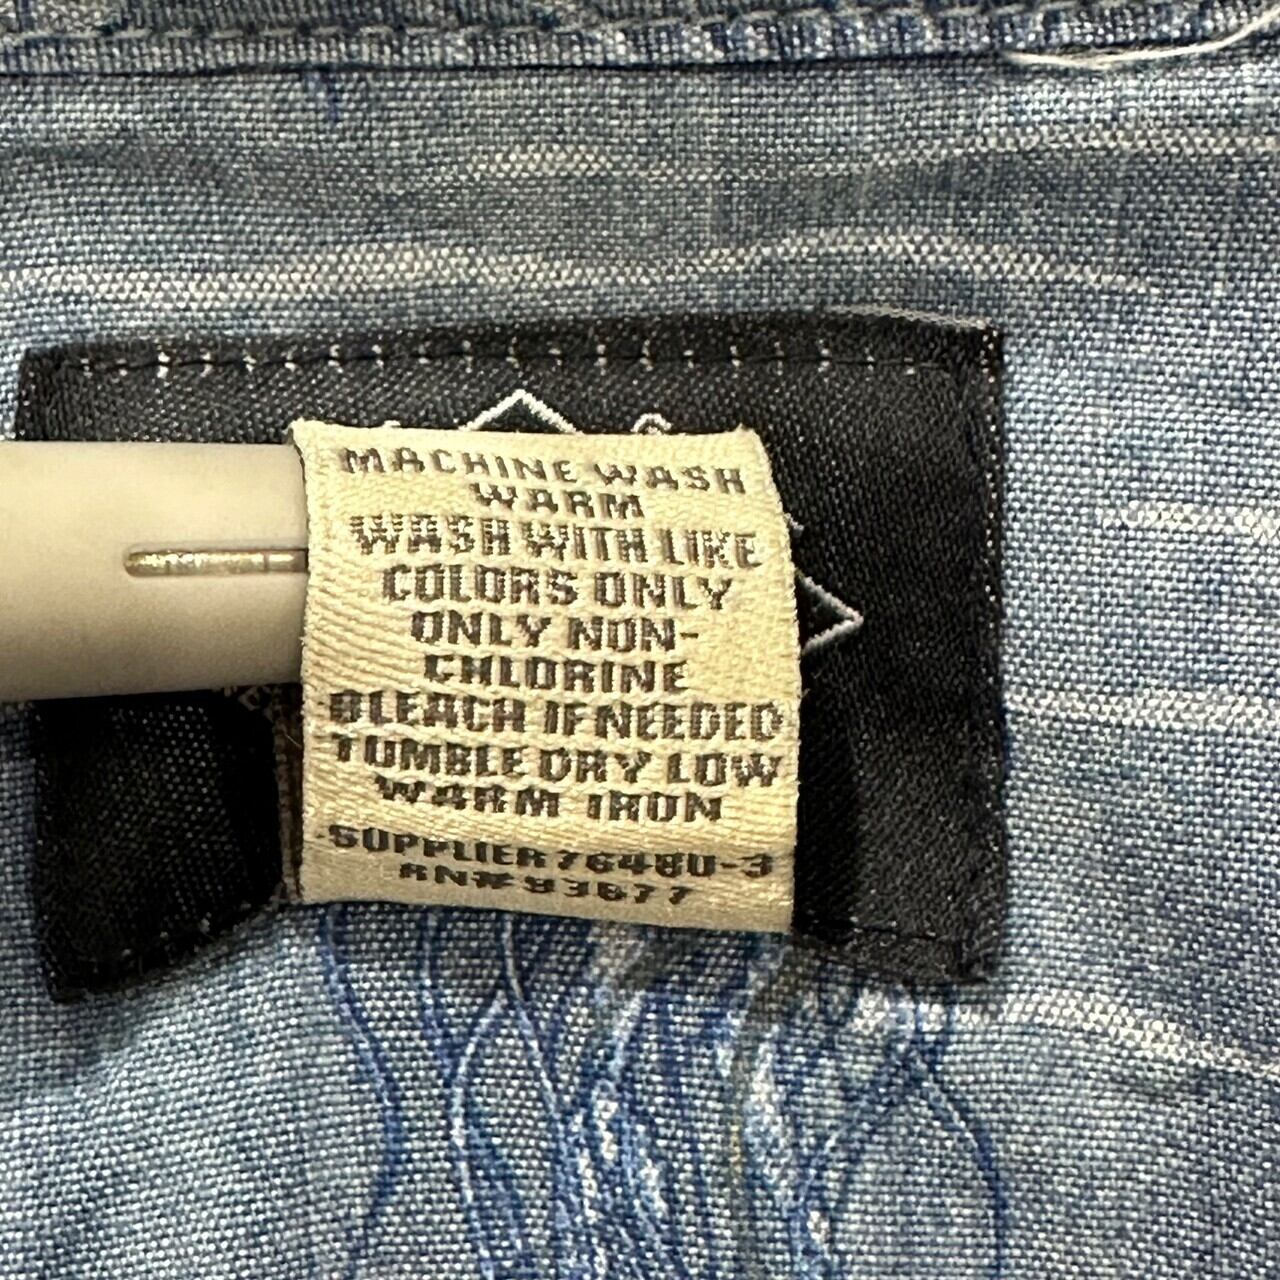 MACHINE WASH
WARM
WASH WITH LIKE
COLORS ONLY
ONLY NON-
CHLORINE
BLEACH IF NEEDED
TUMBLE DRY LOW
WARM IRON
SUPPLIER 76480-3
RN# 93677